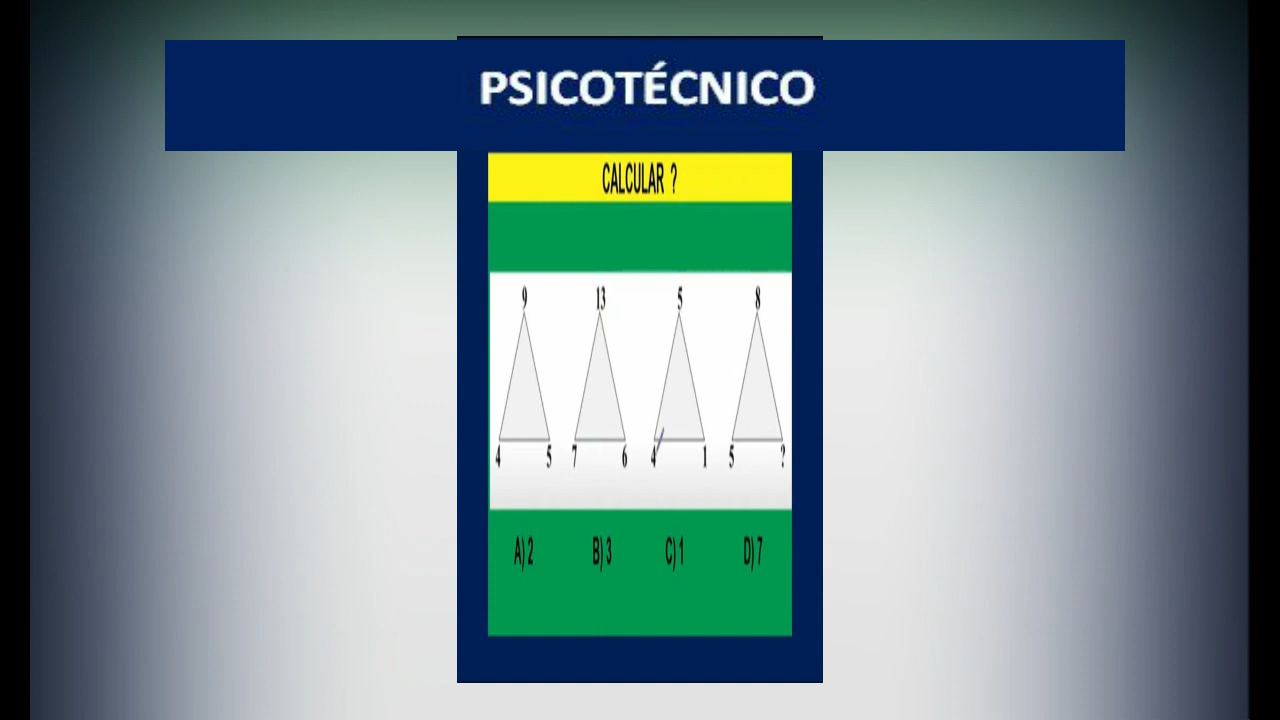 PSICOTÉCNICO
CALCULAR ?
9 13 5 8
4 5 7 6 4 1 5 ?
A) 2 B) 3 C) 1 D) 7